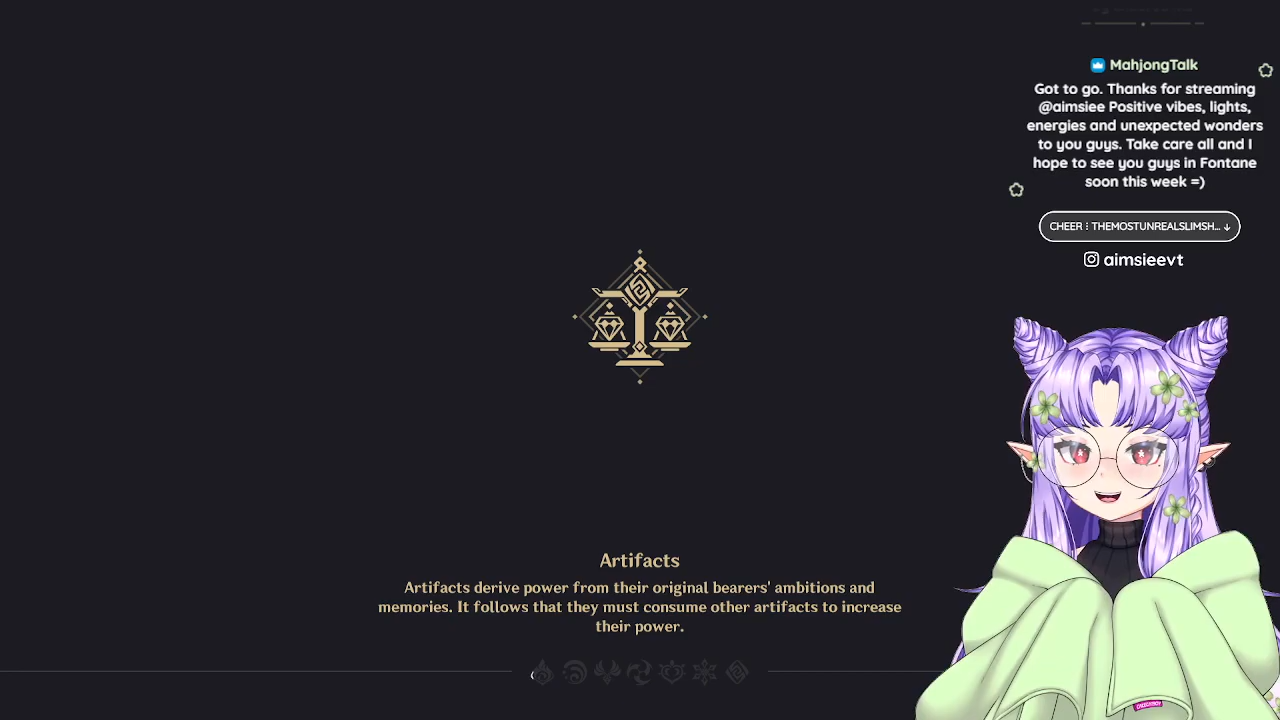 MahjongTalk
Got to go. Thanks for streaming
@aimsiee Positive vibes, lights,
energies and unexpected wonders
to you guys. Take care all and I
hope to see you guys in Fontane
soon this week =)
CHEER : THEMOSTUNREALSLIMSH... ↓
aimsieevt
Artifacts
Artifacts derive power from their original bearers' ambitions and
memories. It follows that they must consume other artifacts to increase
their power.